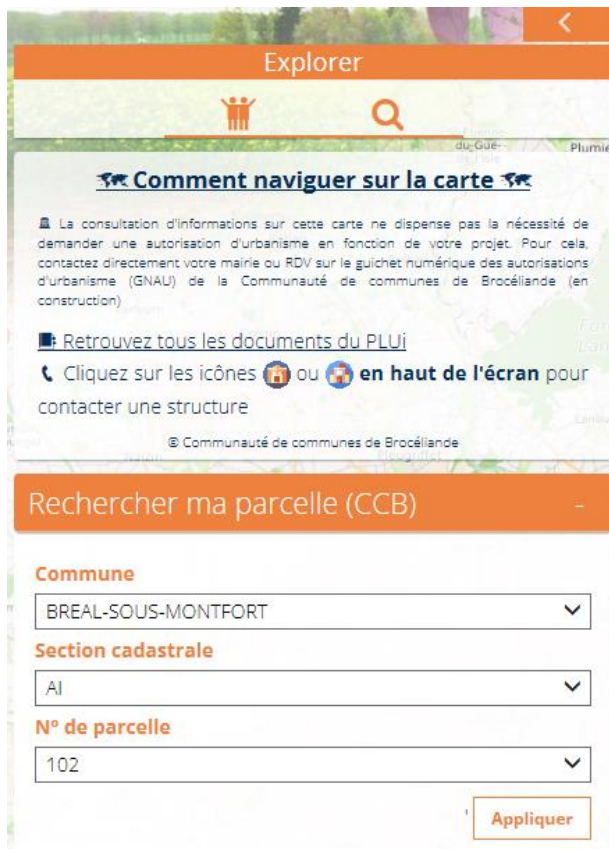 Explorer
du-Gué-
Plumie
Comment naviguer sur la carte
La consultation d'informations sur cette carte ne dispense pas la nécessité de
demander une autorisation d'urbanisme en fonction de votre projet. Pour cela,
contactez directement votre mairie ou RDV sur le guichet numérique des autorisations
d'urbanisme (GNAU) de la Communauté de communes de Brocéliande (en
construction)
Retrouvez tous les documents du PLUi
Cliquez sur les icônes ou en haut de l'écran pour
contacter une structure
© Communauté de communes de Brocéliande
Rechercher ma parcelle (CCB) -
Commune
BREAL-SOUS-MONTFORT
Section cadastrale
AI
N° de parcelle
102
Appliquer